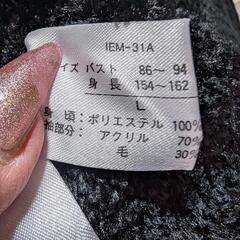 IEM-31A
イズ バスト 86~ 94
身 長 154~162
L
身 頃：ポリエステル 100%
袖部分：アクリル 70%
毛 30%